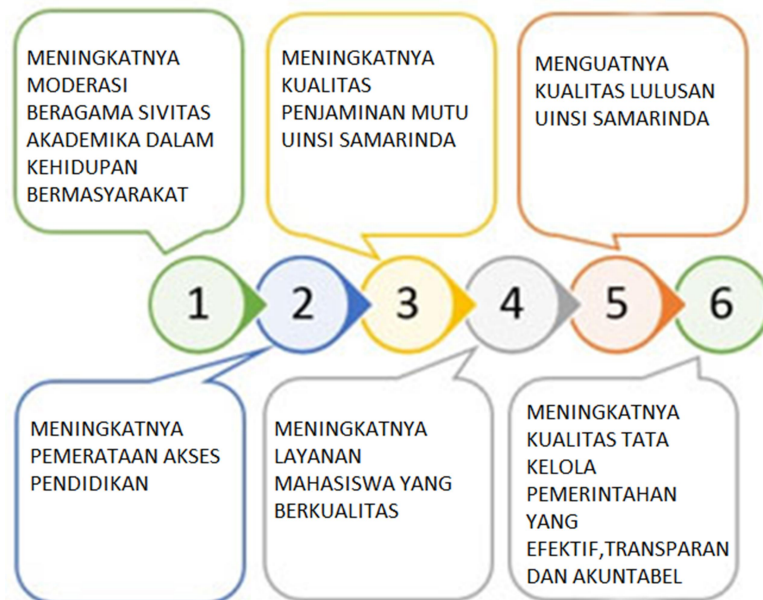 MENINGKATNYA
MODERASI
BERAGAMA SIVITAS
AKADEMIKA DALAM
KEHIDUPAN
BERMASYARAKAT
MENINGKATNYA
KUALITAS
PENJAMINAN MUTU
UINSI SAMARINDA
MENGUATNYA
KUALITAS LULUSAN
UINSI SAMARINDA
1 2 3 4 5 6
MENINGKATNYA
PEMERATAAN AKSES
PENDIDIKAN
MENINGKATNYA
LAYANAN
MAHASISWA YANG
BERKUALITAS
MENINGKATNYA
KUALITAS TATA
KELOLA
PEMERINTAHAN
YANG
EFEKTIF,TRANSPARAN
DAN AKUNTABEL